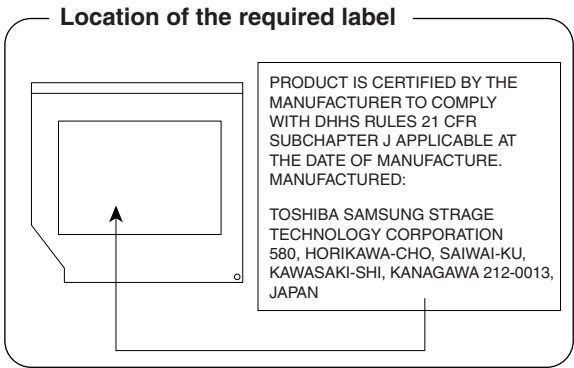 Location of the required label
PRODUCT IS CERTIFIED BY THE
MANUFACTURER TO COMPLY
WITH DHHS RULES 21 CFR
SUBCHAPTER J APPLICABLE AT
THE DATE OF MANUFACTURE.
MANUFACTURED:
TOSHIBA SAMSUNG STRAGE
TECHNOLOGY CORPORATION
580, HORIKAWA-CHO, SAIWAI-KU,
KAWASAKI-SHI, KANAGAWA 212-0013,
JAPAN